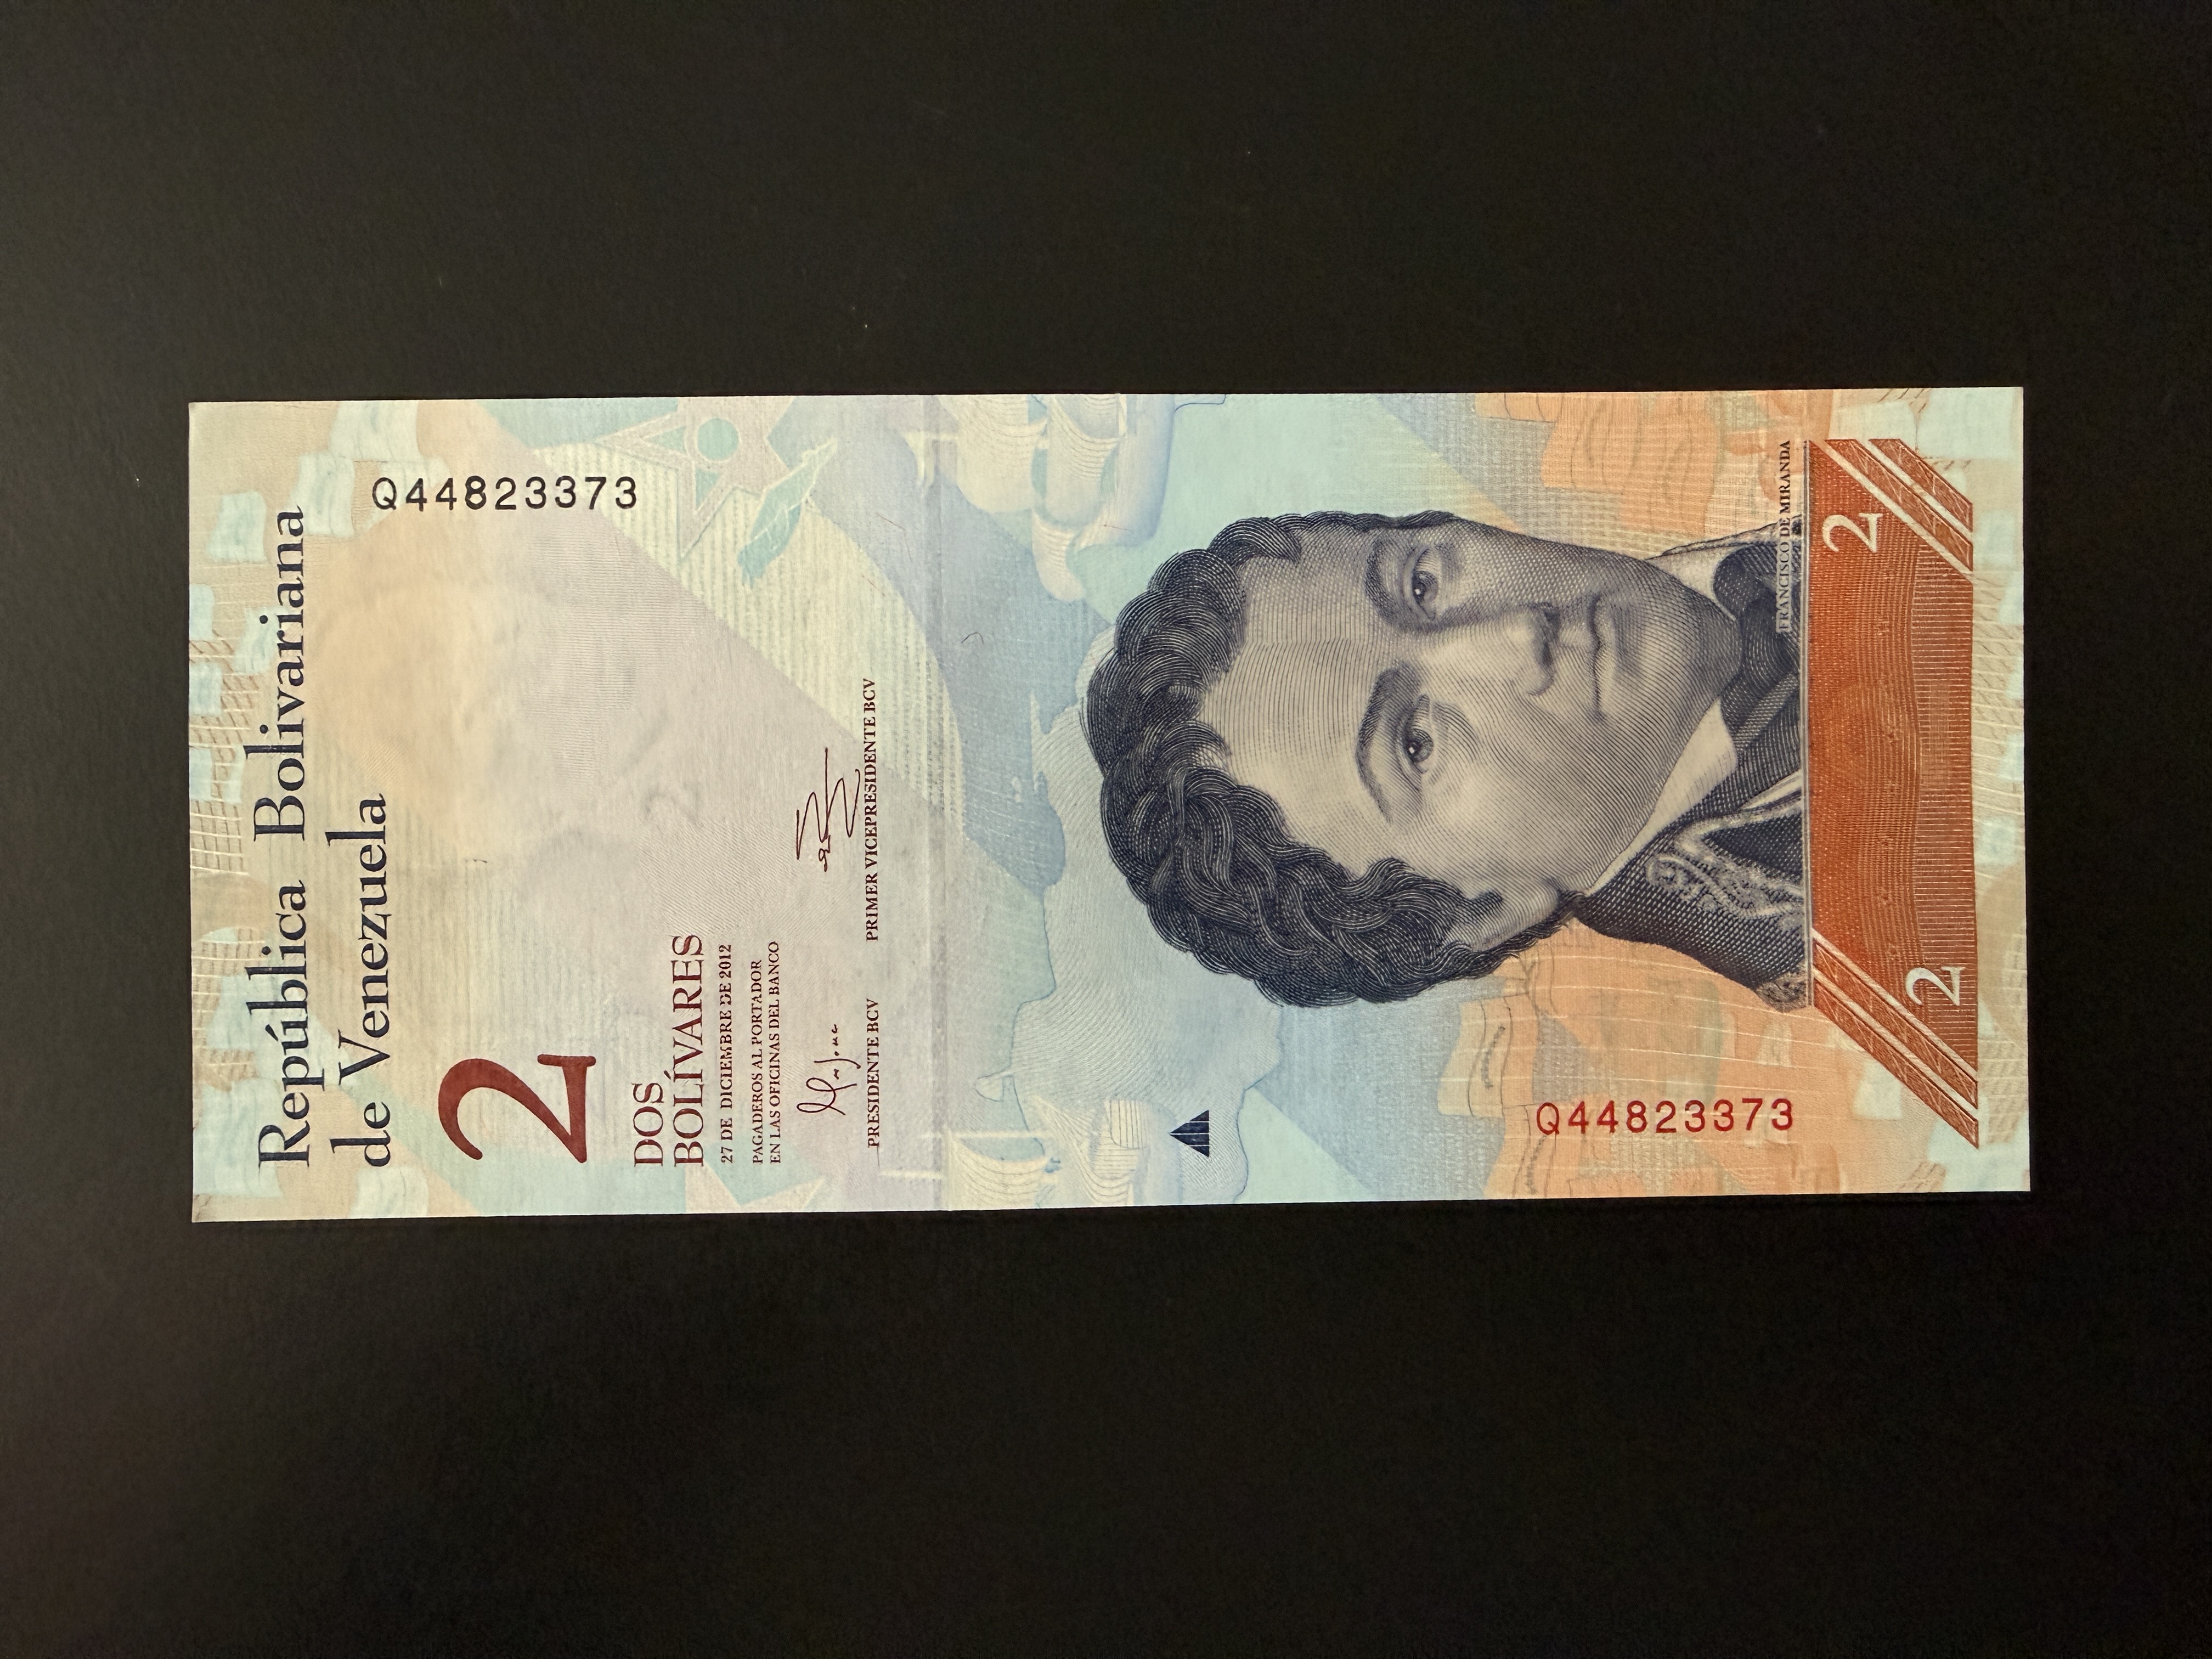 República Bolivariana
de Venezuela
Q44823373
2
DOS
BOLÍVARES
27 DE DICIEMBRE DE 2012
PAGADEROS AL PORTADOR
EN LAS OFICINAS DEL BANCO
PRESIDENTE BCV
PRIMER VICEPRESIDENTE BCV
Q44823373
FRANCISCO DE MIRANDA
2
2